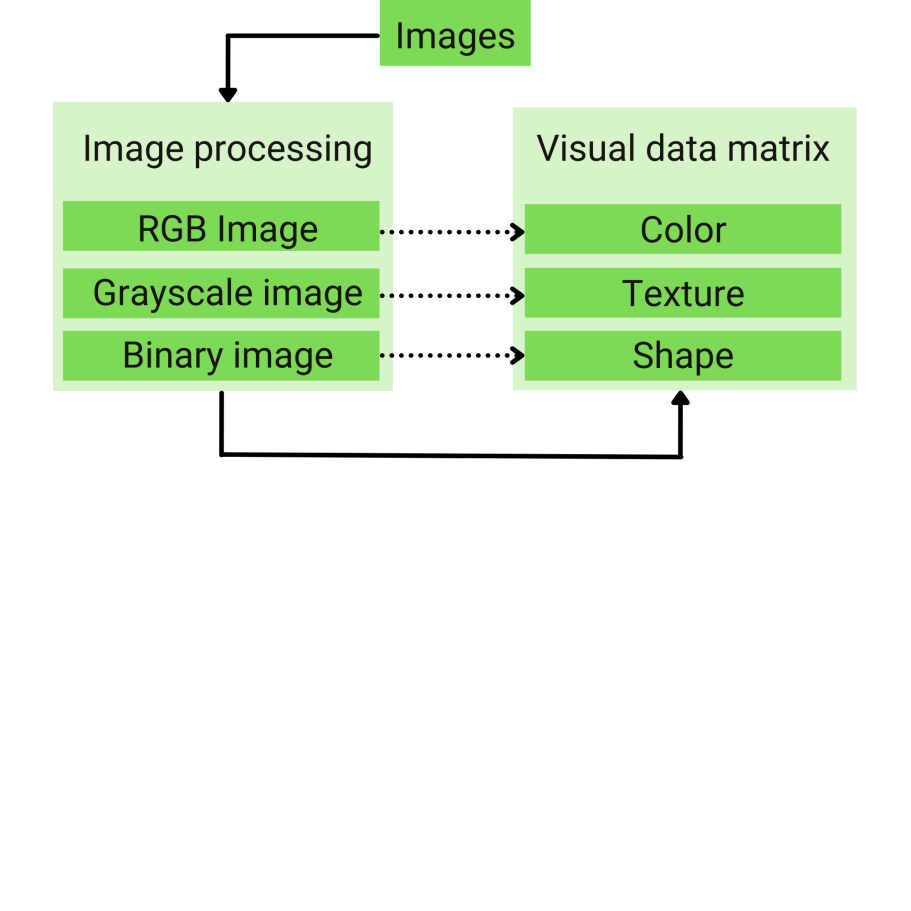 Images
Image processing
RGB Image
Grayscale image
Binary image
Visual data matrix
Color
Texture
Shape